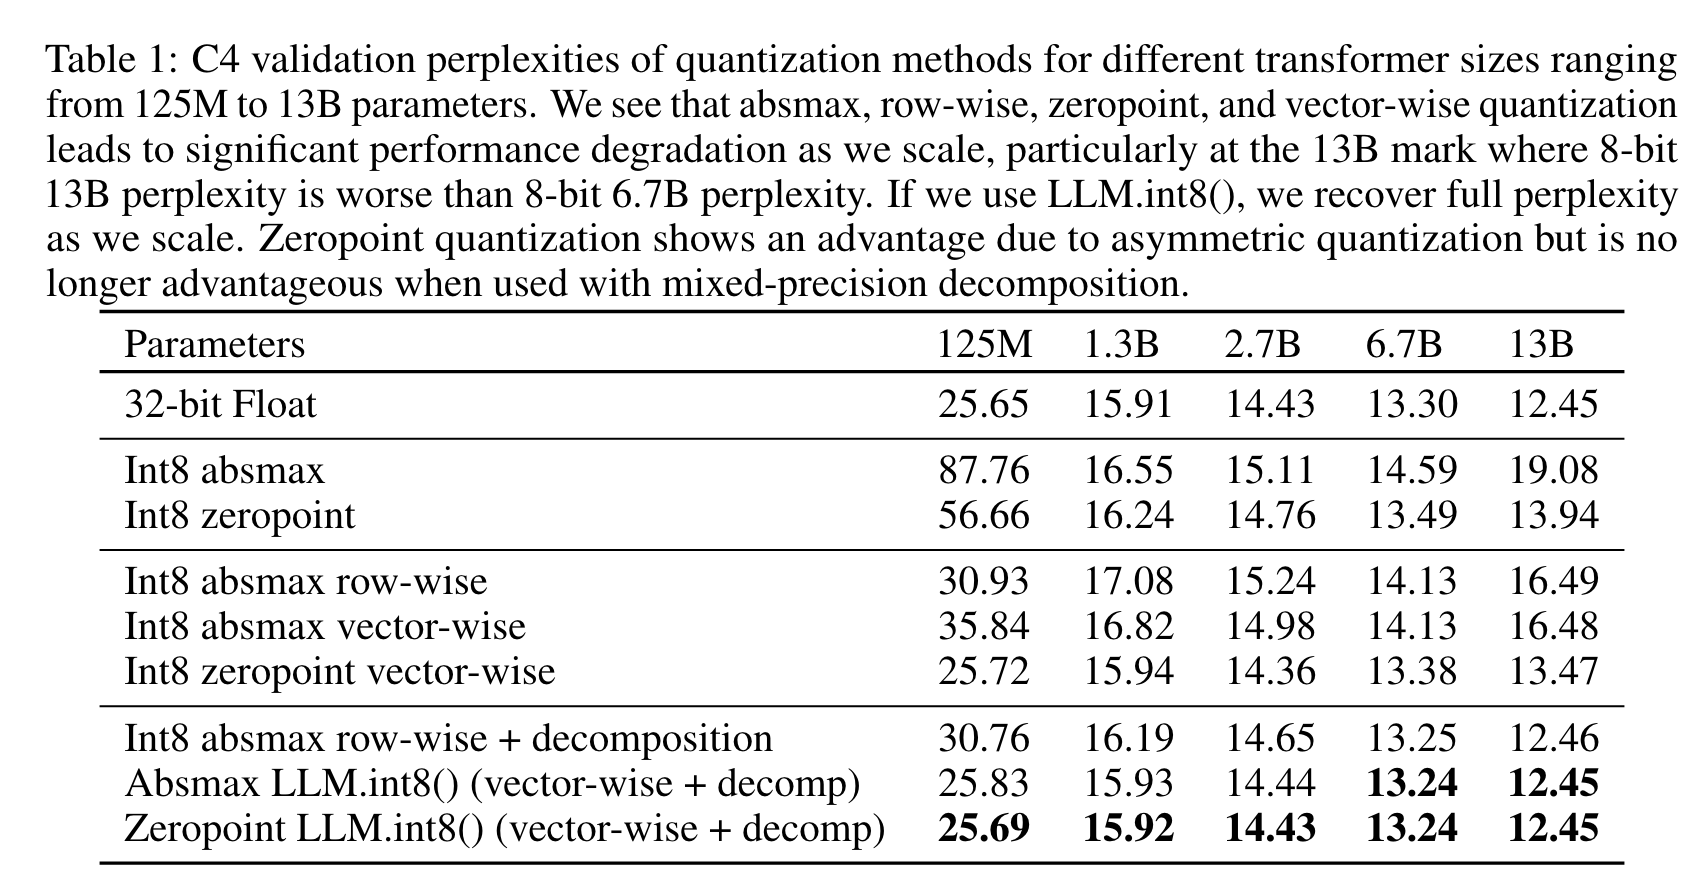 Table 1: C4 validation perplexities of quantization methods for different transformer sizes ranging
from 125M to 13B parameters. We see that absmax, row-wise, zeropoint, and vector-wise quantization
leads to significant performance degradation as we scale, particularly at the 13B mark where 8-bit
13B perplexity is worse than 8-bit 6.7B perplexity. If we use LLM.int8(), we recover full perplexity
as we scale. Zeropoint quantization shows an advantage due to asymmetric quantization but is no
longer advantageous when used with mixed-precision decomposition.
Parameters 125M 1.3B 2.7B 6.7B 13B
32-bit Float 25.65 15.91 14.43 13.30 12.45
Int8 absmax 87.76 16.55 15.11 14.59 19.08
Int8 zeropoint 56.66 16.24 14.76 13.49 13.94
Int8 absmax row-wise 30.93 17.08 15.24 14.13 16.49
Int8 absmax vector-wise 35.84 16.82 14.98 14.13 16.48
Int8 zeropoint vector-wise 25.72 15.94 14.36 13.38 13.47
Int8 absmax row-wise + decomposition 30.76 16.19 14.65 13.25 12.46
Absmax LLM.int8() (vector-wise + decomp) 25.83 15.93 14.44 13.24 12.45
Zeropoint LLM.int8() (vector-wise + decomp) 25.69 15.92 14.43 13.24 12.45